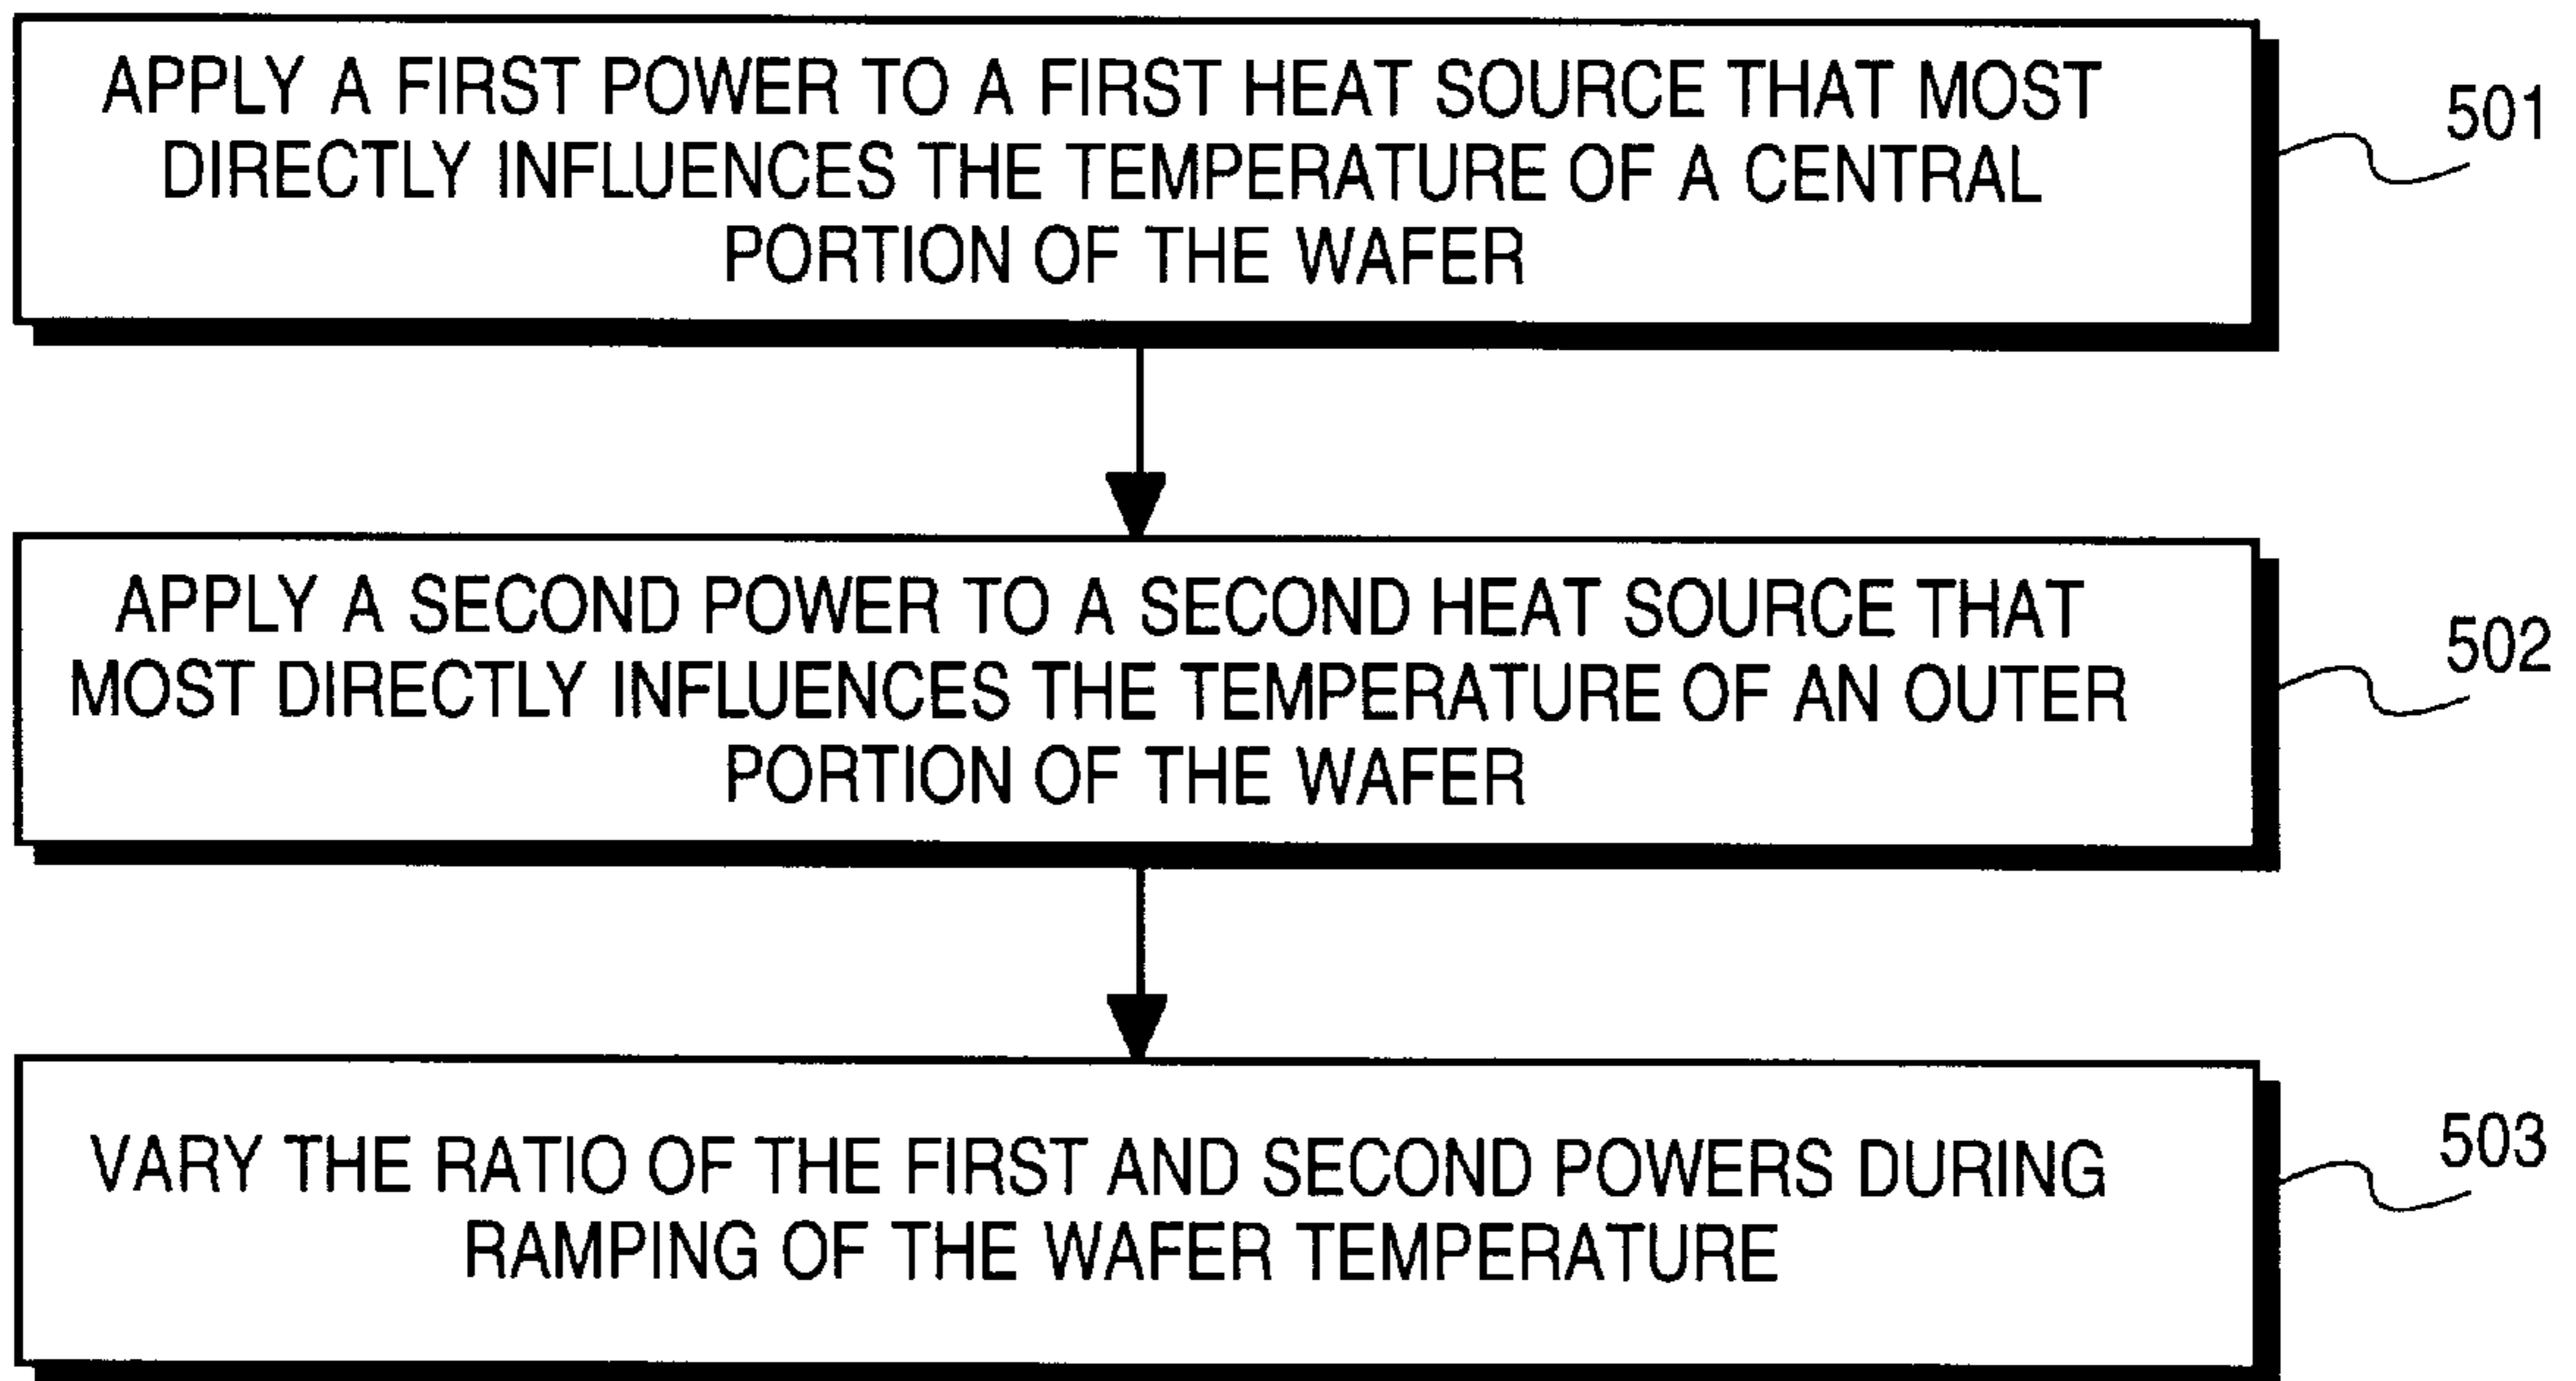 APPLY A FIRST POWER TO A FIRST HEAT SOURCE THAT MOST
DIRECTLY INFLUENCES THE TEMPERATURE OF A CENTRAL
PORTION OF THE WAFER
501
APPLY A SECOND POWER TO A SECOND HEAT SOURCE THAT
MOST DIRECTLY INFLUENCES THE TEMPERATURE OF AN OUTER
PORTION OF THE WAFER
502
VARY THE RATIO OF THE FIRST AND SECOND POWERS DURING
RAMPING OF THE WAFER TEMPERATURE
503